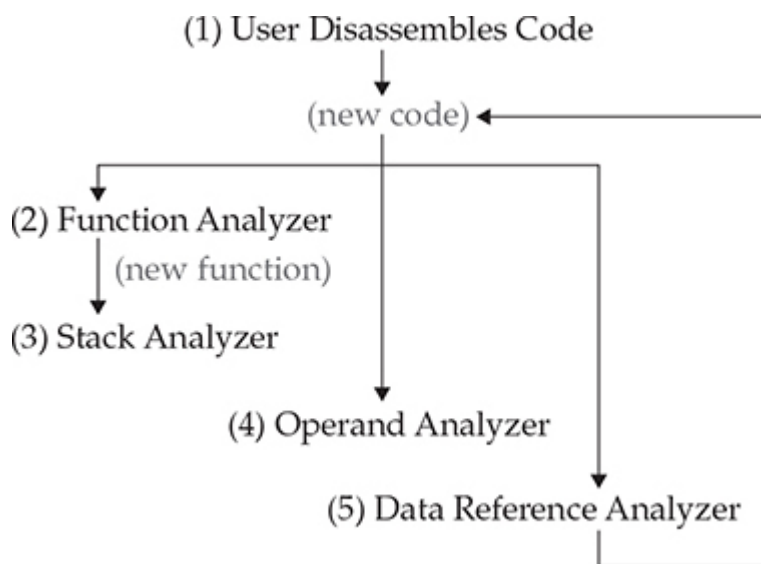 (1) User Disassembles Code
(new code)
(2) Function Analyzer
(new function)
(3) Stack Analyzer
(4) Operand Analyzer
(5) Data Reference Analyzer